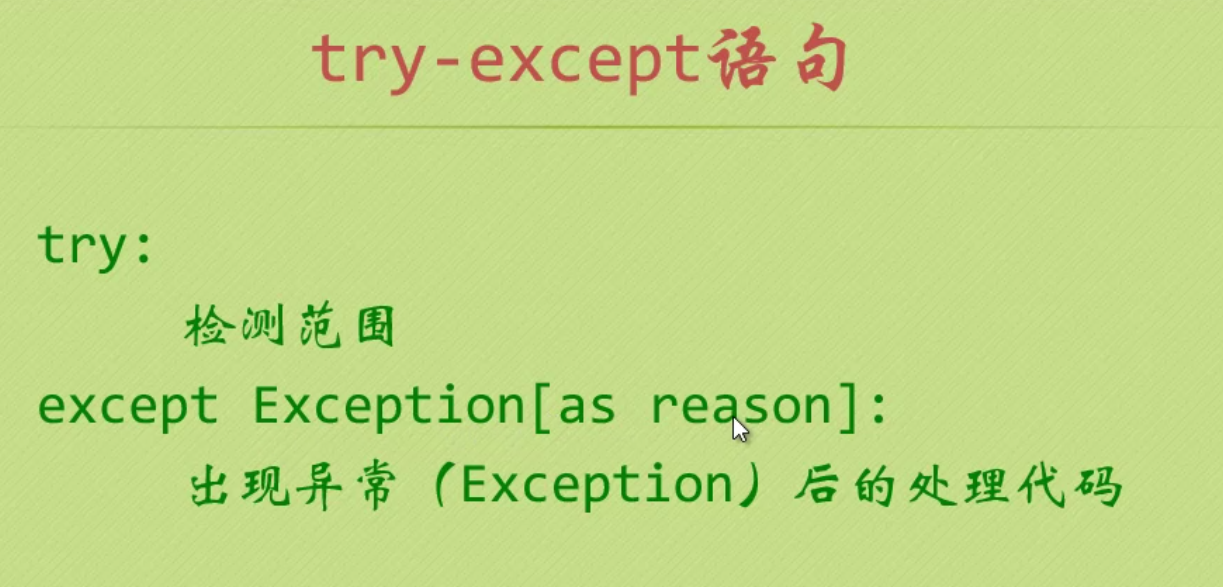 try-except语句
try:
检测范围
except Exception[as reason]:
出现异常（Exception）后的处理代码